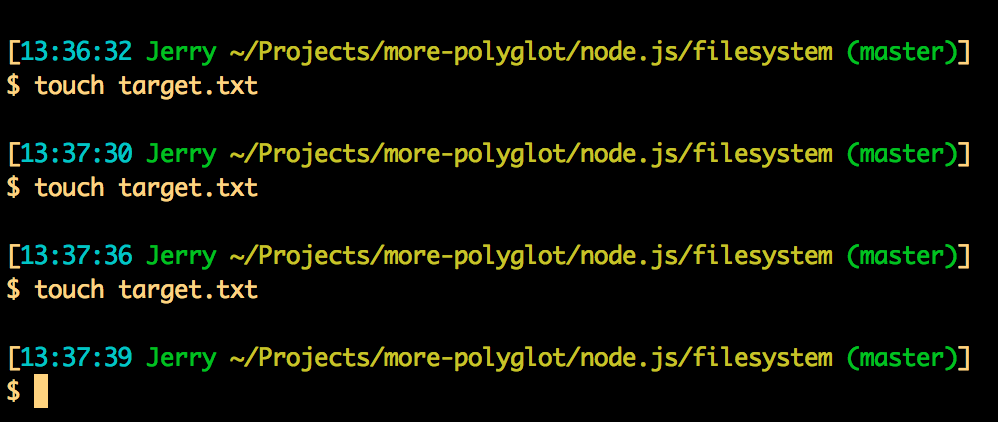 [13:36:32 Jerry ~/Projects/more-polyglot/node.js/filesystem (master)]
$ touch target.txt
[13:37:30 Jerry ~/Projects/more-polyglot/node.js/filesystem (master)]
$ touch target.txt
[13:37:36 Jerry ~/Projects/more-polyglot/node.js/filesystem (master)]
$ touch target.txt
[13:37:39 Jerry ~/Projects/more-polyglot/node.js/filesystem (master)]
$